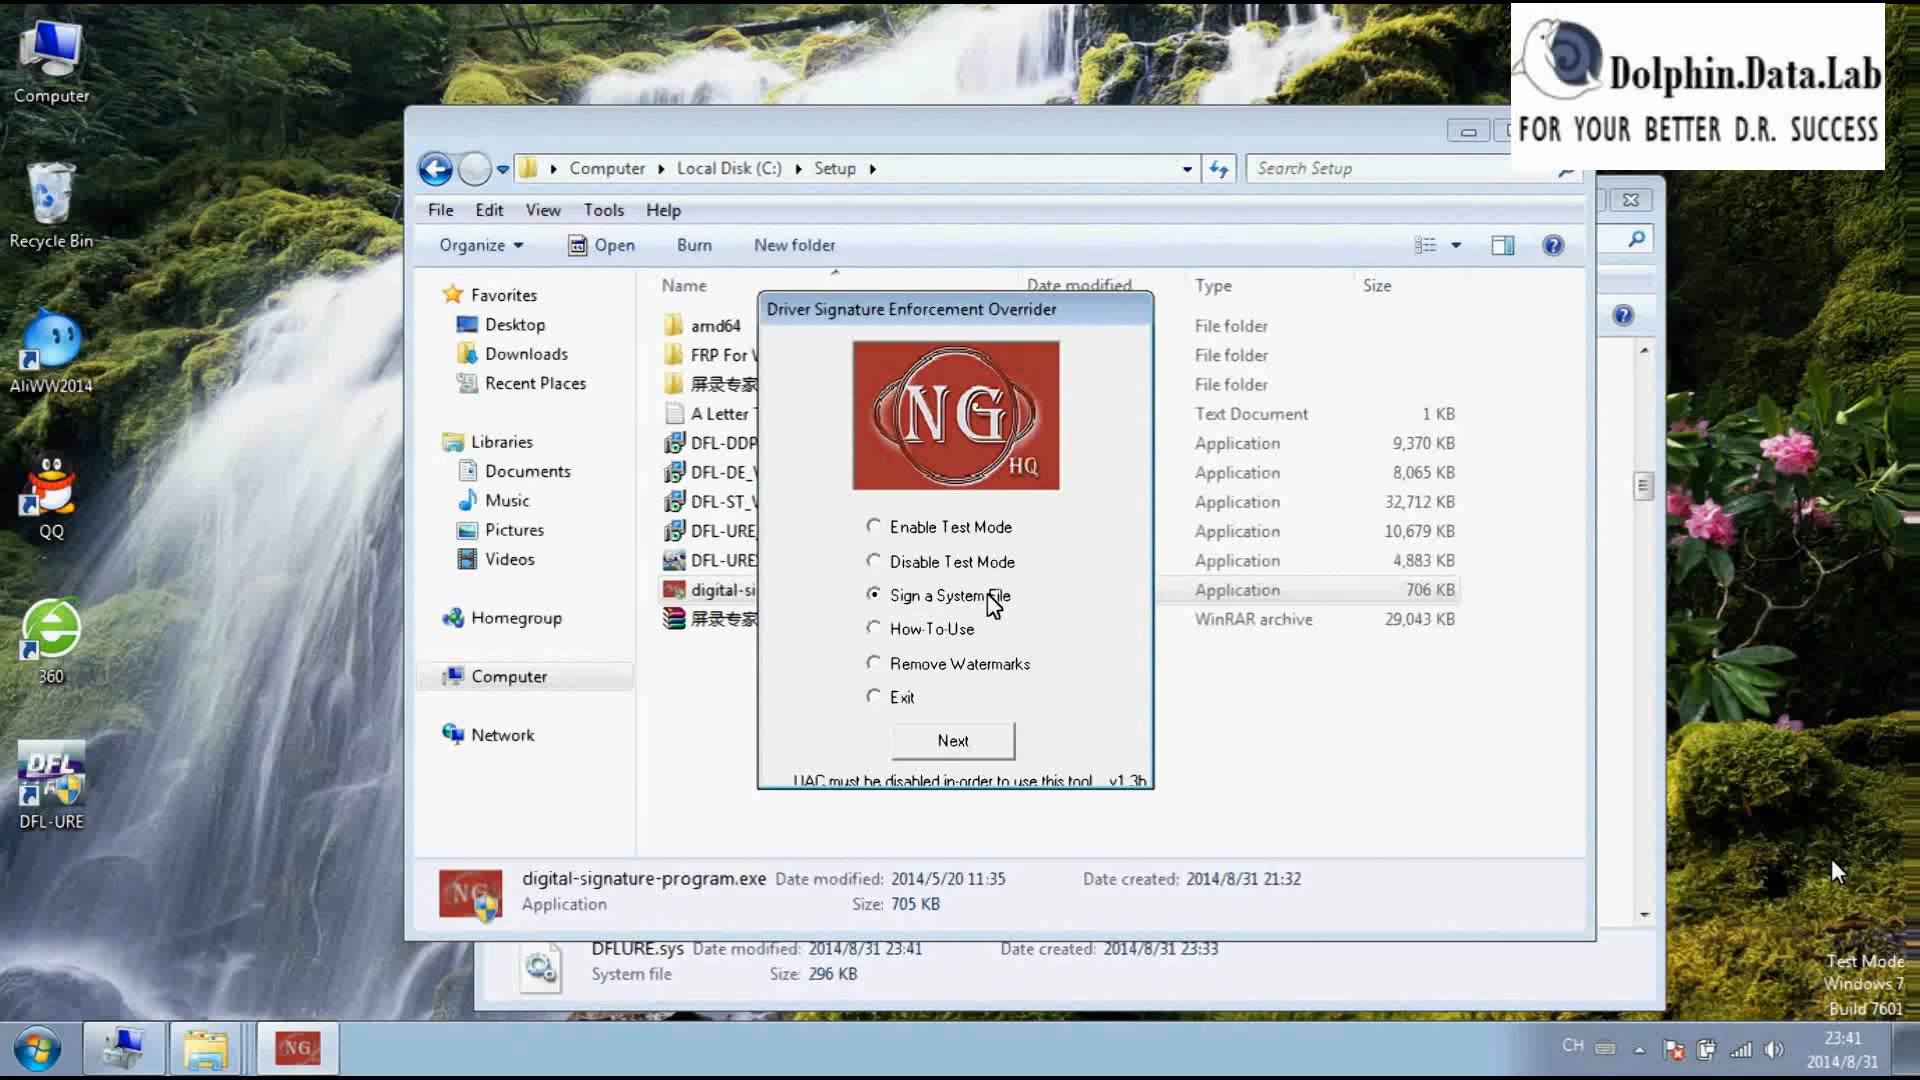 Computer
Recycle Bin
AliWW2014
QQ
360
DFL
DFL-URE
Dolphin.Data.Lab
FOR YOUR BETTER D.R. SUCCESS
Computer
Local Disk (C:)
Setup
Search Setup
File
Edit
View
Tools
Help
Organize
Open
Burn
New folder
Favorites
Desktop
Downloads
Recent Places
Libraries
Documents
Music
Pictures
Videos
Homegroup
Computer
Network
Name
Date modified
Type
Size
amd64
File folder
FRP For
File folder
屏录专家
File folder
A Letter
Text Document
1 KB
DFL-DDP
Application
9,370 KB
DFL-DE_
Application
8,065 KB
DFL-ST_
Application
32,712 KB
DFL-URE
Application
10,679 KB
DFL-URE
Application
4,883 KB
digital-si
Application
706 KB
屏录专家
WinRAR archive
29,043 KB
Driver Signature Enforcement Overrider
NG
HQ
Enable Test Mode
Disable Test Mode
Sign a System File
How-To-Use
Remove Watermarks
Exit
Next
UAC must be disabled in-order to use this tool
v1.3b
digital-signature-program.exe
Date modified: 2014/5/20 11:35
Date created: 2014/8/31 21:32
Application
Size: 705 KB
DFLURE.sys
Date modified: 2014/8/31 23:41
Date created: 2014/8/31 23:33
System file
Size: 296 KB
Test Mode
Windows 7
Build 7601
NG
CH
23:41
2014/8/31